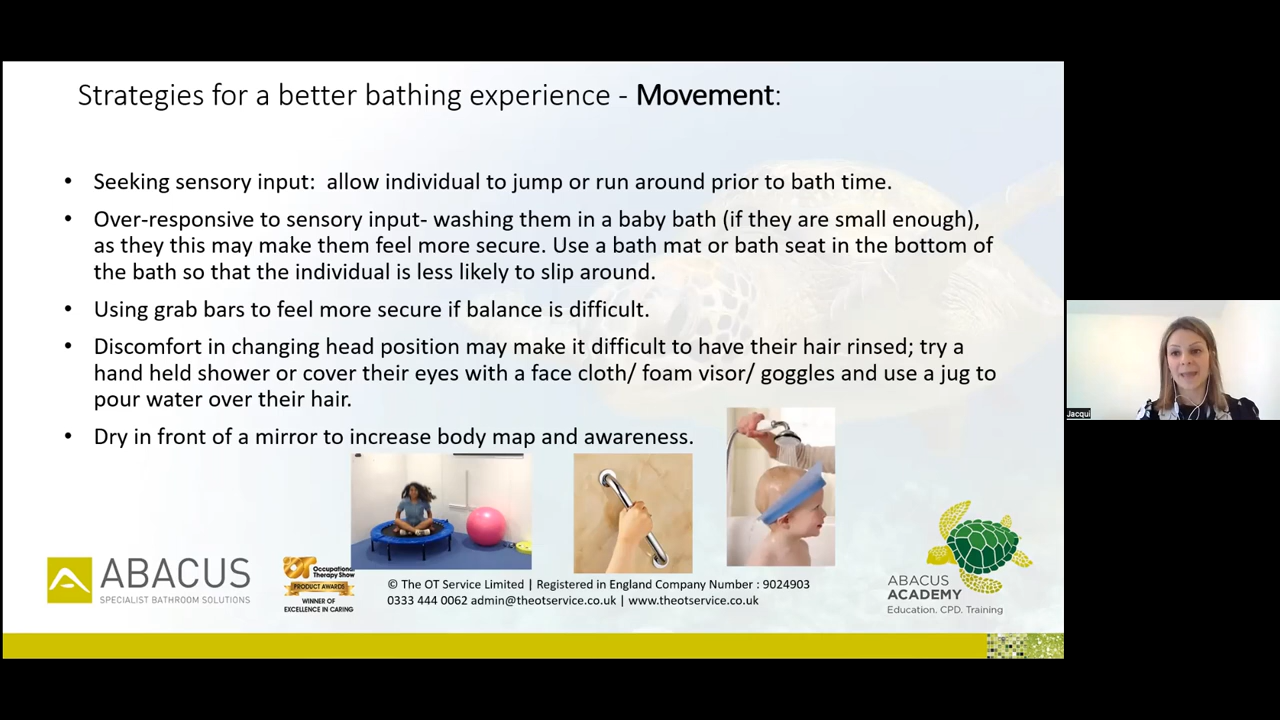 Strategies for a better bathing experience - Movement:
• Seeking sensory input:  allow individual to jump or run around prior to bath time.
• Over-responsive to sensory input- washing them in a baby bath (if they are small enough),
as they this may make them feel more secure. Use a bath mat or bath seat in the bottom of
the bath so that the individual is less likely to slip around.
• Using grab bars to feel more secure if balance is difficult.
• Discomfort in changing head position may make it difficult to have their hair rinsed; try a
hand held shower or cover their eyes with a face cloth/ foam visor/ goggles and use a jug to
pour water over their hair.
• Dry in front of a mirror to increase body map and awareness.
Jacqui
ABACUS
SPECIALIST BATHROOM SOLUTIONS
OT Occupational
Therapy Show
PRODUCT AWARDS
WINNER OF
EXCELLENCE IN CARING
© The OT Service Limited | Registered in England Company Number : 9024903
0333 444 0062 admin@theotservice.co.uk | www.theotservice.co.uk
ABACUS
ACADEMY
Education. CPD. Training